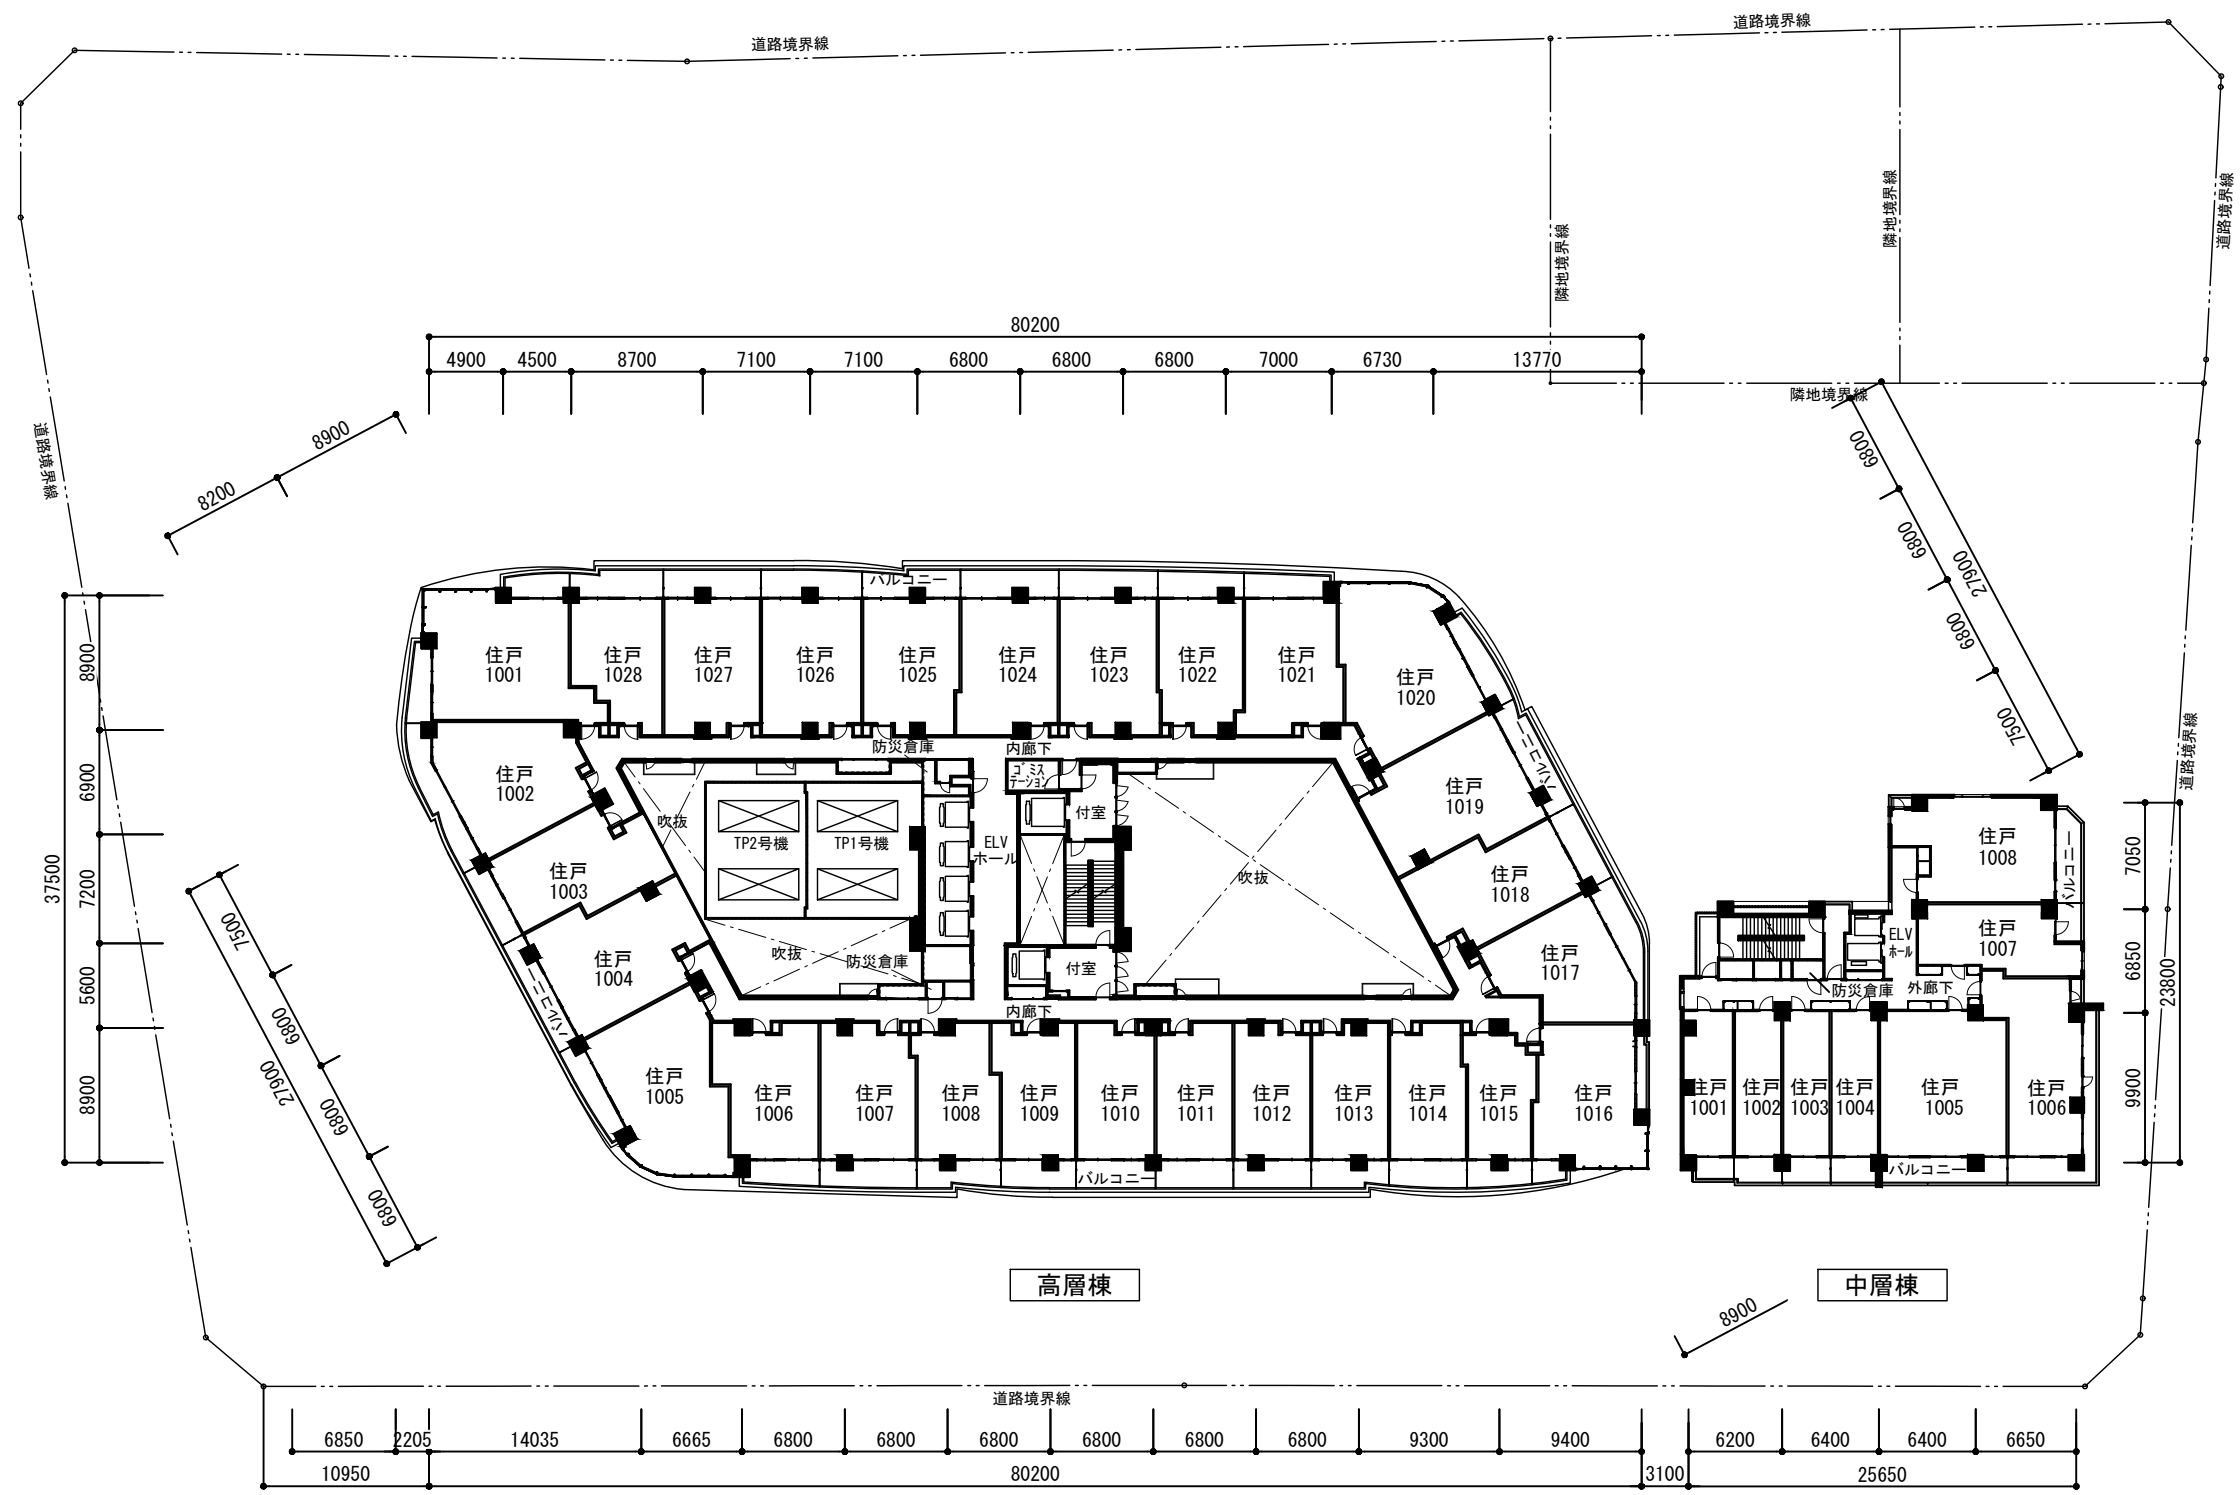 道路境界線
道路境界線
道路境界線
隣地境界線
隣地境界線
隣地境界線
道路境界線
道路境界線
80200
4900 4500 8700 7100 7100 6800 6800 6800 7000 6730 13770
8200 8900
6800 6800 6800 7500
27900
37500
8900 6900 7200 5600 8900
7500 6800 6800 6800
27900
バルコニー
住戸
1001
住戸
1028
住戸
1027
住戸
1026
住戸
1025
住戸
1024
住戸
1023
住戸
1022
住戸
1021
住戸
1020
住戸
1002
住戸
1003
住戸
1004
住戸
1005
バルコニー
防災倉庫
内廊下
ゴミス
テーション
付室
吹抜
TP2号機
TP1号機
ELV
ホール
吹抜
吹抜
防災倉庫
付室
内廊下
バルコニー
住戸
1019
住戸
1018
住戸
1017
住戸
1006
住戸
1007
住戸
1008
住戸
1009
住戸
1010
住戸
1011
住戸
1012
住戸
1013
住戸
1014
住戸
1015
住戸
1016
バルコニー
住戸
1008
バルコニー
住戸
1007
ELV
ホール
防災倉庫
外廊下
住戸
1001
住戸
1002
住戸
1003
住戸
1004
住戸
1005
住戸
1006
バルコニー
7050 6850 9900
23800
高層棟
中層棟
8900
道路境界線
6850 2205 14035 6665 6800 6800 6800 6800 6800 6800 9300 9400 6200 6400 6400 6650
10950 80200 3100 25650